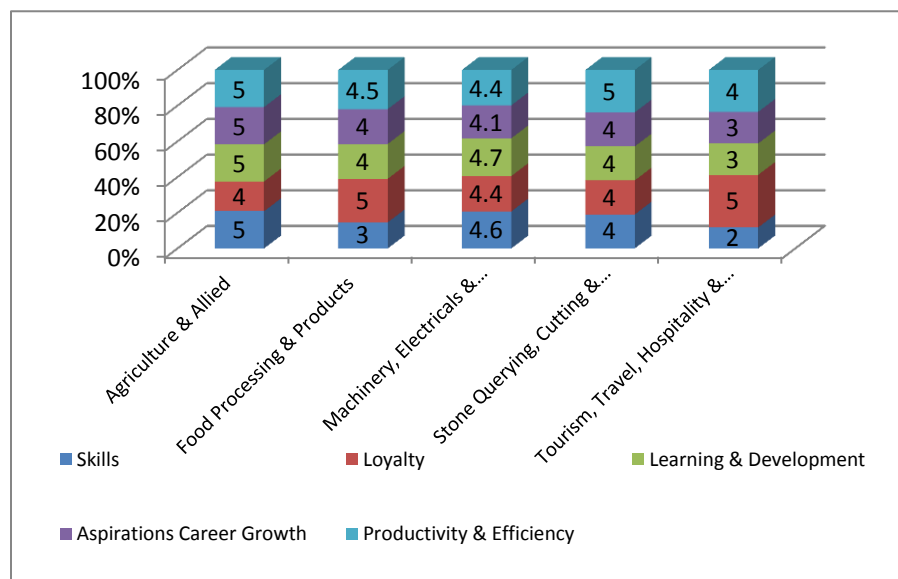 100%
80%
60%
40%
20%
0%
5 4.5 4.4 5 4
5 4 4.1 4 3
5 4 4.7 4 3
4 5 4.4 4 5
5 3 4.6 4 2
Agriculture & Allied
Food Processing & Products
Machinery, Electricals &...
Stone Querying, Cutting &...
Tourism, Travel, Hospitality &...
Skills Loyalty Learning & Development
Aspirations Career Growth Productivity & Efficiency